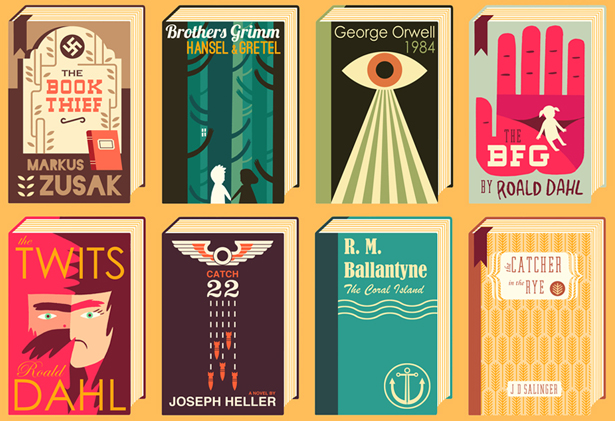 THE
BOOK
THIEF
MARKUS
ZUSAK
Brothers Grimm
HANSEL & GRETEL
George Orwell
1984
THE
BFG
BY ROALD DAHL
the
TWITS
Roald
DAHL
CATCH
22
A NOVEL BY
JOSEPH HELLER
R. M.
Ballantyne
The Coral Island
the CATCHER
in the
RYE
J D SALINGER